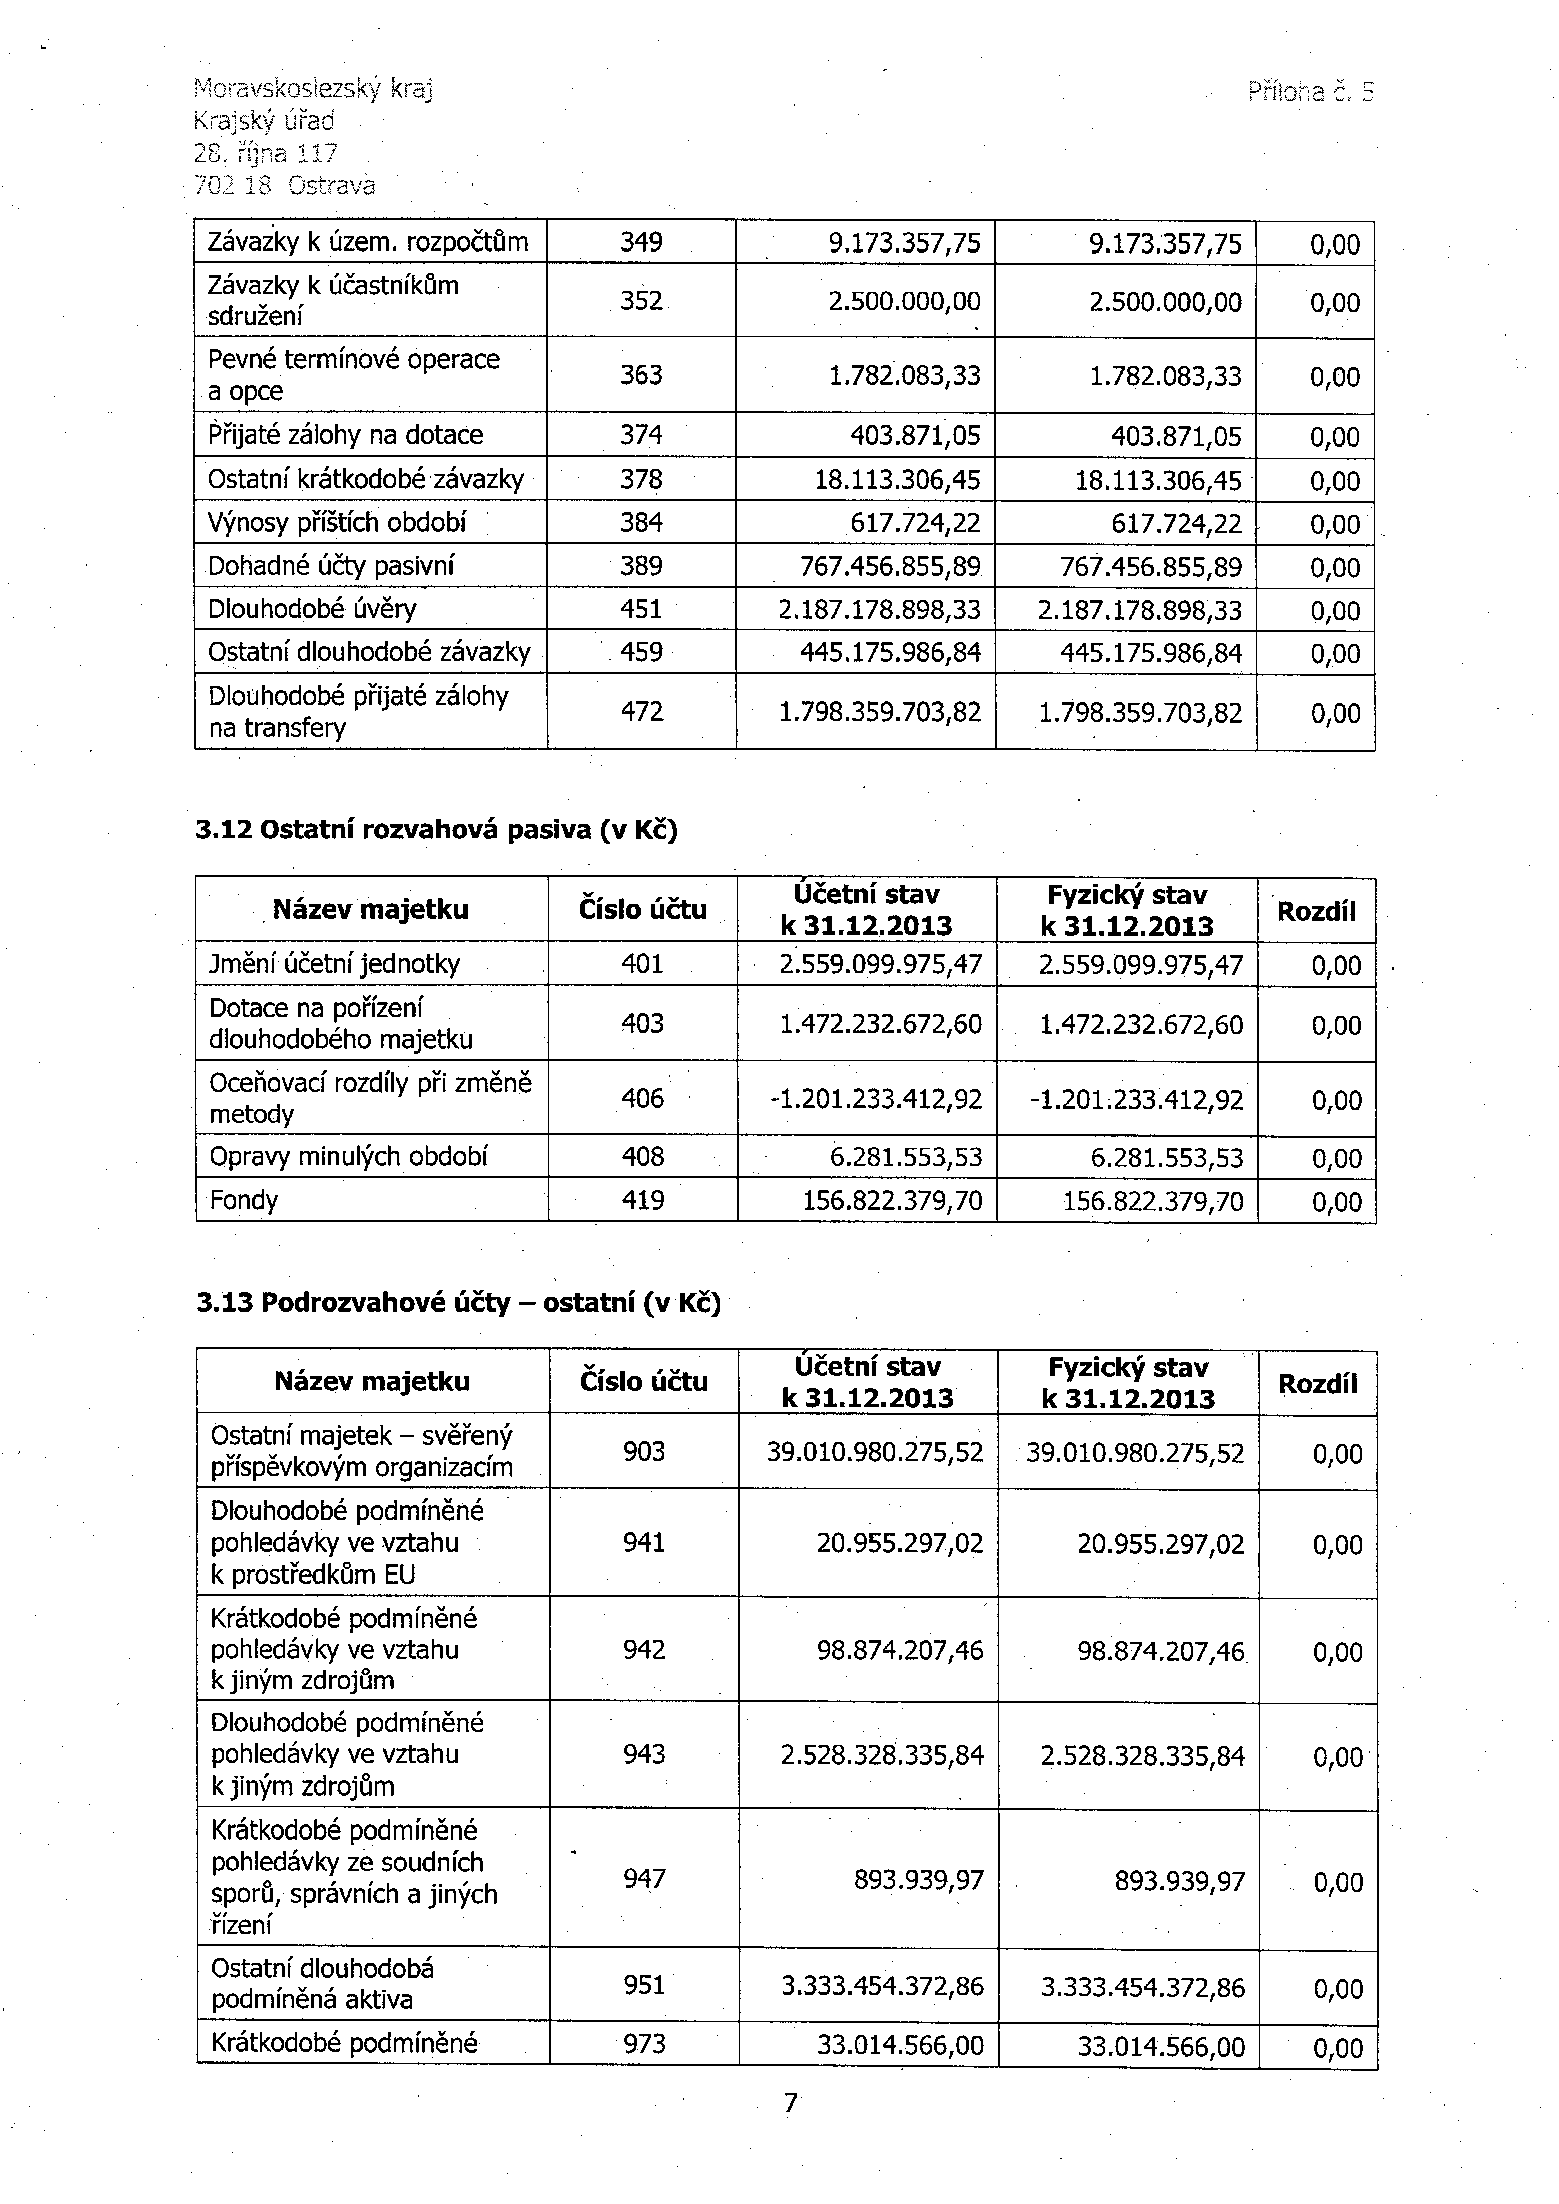 Moravskoslezský kraj
Příloha č. 5
Krajský úřad
28. října 117
702 18 Ostrava
Závazky k územ. rozpočtům 349 9.173.357,75 9.173.357,75 0,00
Závazky k účastníkům
sdružení 352 2.500.000,00 2.500.000,00 0,00
Pevné termínové operace
a opce 363 1.782.083,33 1.782.083,33 0,00
Přijaté zálohy na dotace 374 403.871,05 403.871,05 0,00
Ostatní krátkodobé závazky 378 18.113.306,45 18.113.306,45 0,00
Výnosy příštích období 384 617.724,22 617.724,22 0,00
Dohadné účty pasivní 389 767.456.855,89 767.456.855,89 0,00
Dlouhodobé úvěry 451 2.187.178.898,33 2.187.178.898,33 0,00
Ostatní dlouhodobé závazky 459 445.175.986,84 445.175.986,84 0,00
Dlouhodobé přijaté zálohy
na transfery 472 1.798.359.703,82 1.798.359.703,82 0,00
3.12 Ostatní rozvahová pasiva (v Kč)
Název majetku Číslo účtu Účetní stav
k 31.12.2013 Fyzický stav
k 31.12.2013 Rozdíl
Jmění účetní jednotky 401 2.559.099.975,47 2.559.099.975,47 0,00
Dotace na pořízení
dlouhodobého majetku 403 1.472.232.672,60 1.472.232.672,60 0,00
Oceňovací rozdíly při změně
metody 406 -1.201.233.412,92 -1.201.233.412,92 0,00
Opravy minulých období 408 6.281.553,53 6.281.553,53 0,00
Fondy 419 156.822.379,70 156.822.379,70 0,00
3.13 Podrozvahové účty – ostatní (v Kč)
Název majetku Číslo účtu Účetní stav
k 31.12.2013 Fyzický stav
k 31.12.2013 Rozdíl
Ostatní majetek – svěřený
příspěvkovým organizacím 903 39.010.980.275,52 39.010.980.275,52 0,00
Dlouhodobé podmíněné
pohledávky ve vztahu
k prostředkům EU 941 20.955.297,02 20.955.297,02 0,00
Krátkodobé podmíněné
pohledávky ve vztahu
k jiným zdrojům 942 98.874.207,46 98.874.207,46 0,00
Dlouhodobé podmíněné
pohledávky ve vztahu
k jiným zdrojům 943 2.528.328.335,84 2.528.328.335,84 0,00
Krátkodobé podmíněné
pohledávky ze soudních
sporů, správních a jiných
řízení 947 893.939,97 893.939,97 0,00
Ostatní dlouhodobá
podmíněná aktiva 951 3.333.454.372,86 3.333.454.372,86 0,00
Krátkodobé podmíněné 973 33.014.566,00 33.014.566,00 0,00
7